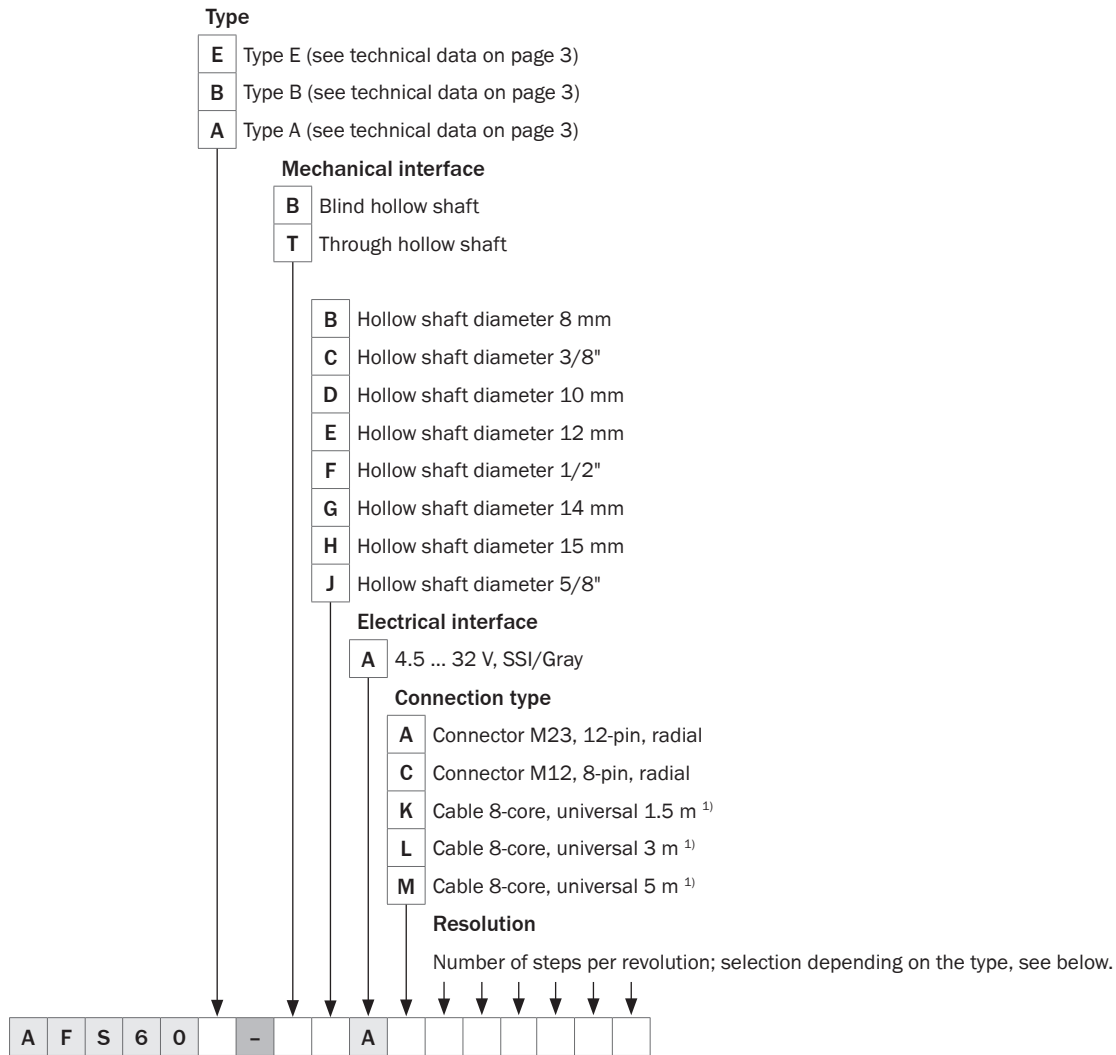 Type
E Type E (see technical data on page 3)
B Type B (see technical data on page 3)
A Type A (see technical data on page 3)
Mechanical interface
B Blind hollow shaft
T Through hollow shaft
B Hollow shaft diameter 8 mm
C Hollow shaft diameter 3/8"
D Hollow shaft diameter 10 mm
E Hollow shaft diameter 12 mm
F Hollow shaft diameter 1/2"
G Hollow shaft diameter 14 mm
H Hollow shaft diameter 15 mm
J Hollow shaft diameter 5/8"
Electrical interface
A 4.5 ... 32 V, SSI/Gray
Connection type
A Connector M23, 12-pin, radial
C Connector M12, 8-pin, radial
K Cable 8-core, universal 1.5 m 1)
L Cable 8-core, universal 3 m 1)
M Cable 8-core, universal 5 m 1)
Resolution
Number of steps per revolution; selection depending on the type, see below.
A F S 6 0 – A